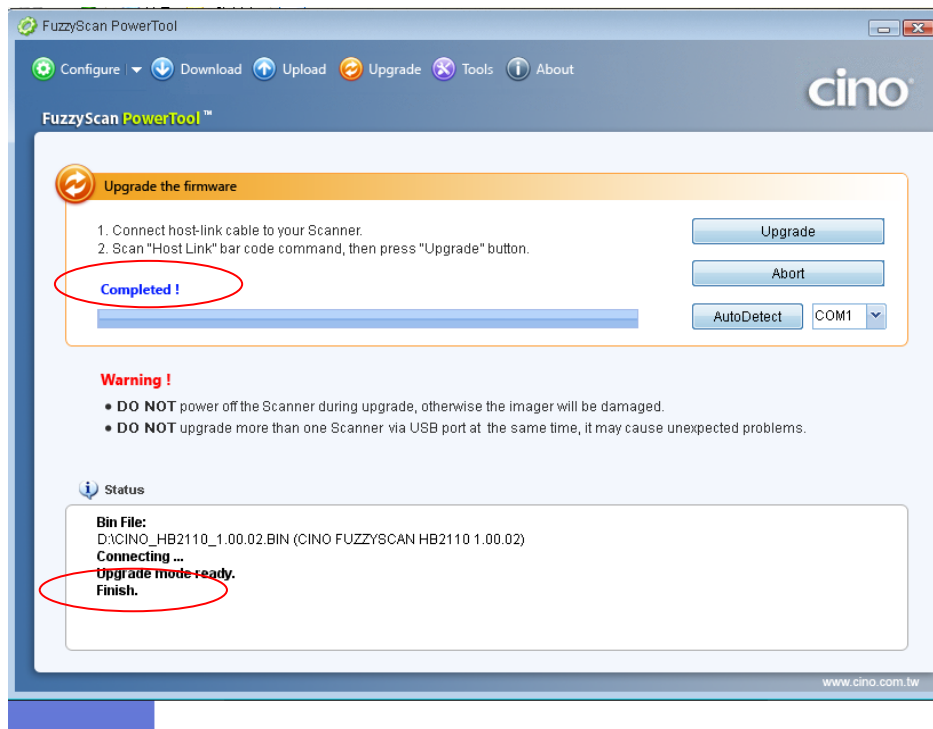 FuzzyScan PowerTool
Configure Download Upload Upgrade Tools About
cino
FuzzyScan PowerTool ™
Upgrade the firmware
1. Connect host-link cable to your Scanner.
2. Scan "Host Link" bar code command, then press "Upgrade" button.
Completed !
Upgrade
Abort
AutoDetect COM1
Warning !
• DO NOT power off the Scanner during upgrade, otherwise the imager will be damaged.
• DO NOT upgrade more than one Scanner via USB port at the same time, it may cause unexpected problems.
Status
Bin File:
D:\CINO_HB2110_1.00.02.BIN (CINO FUZZYSCAN HB2110 1.00.02)
Connecting ...
Upgrade mode ready.
Finish.
www.cino.com.tw